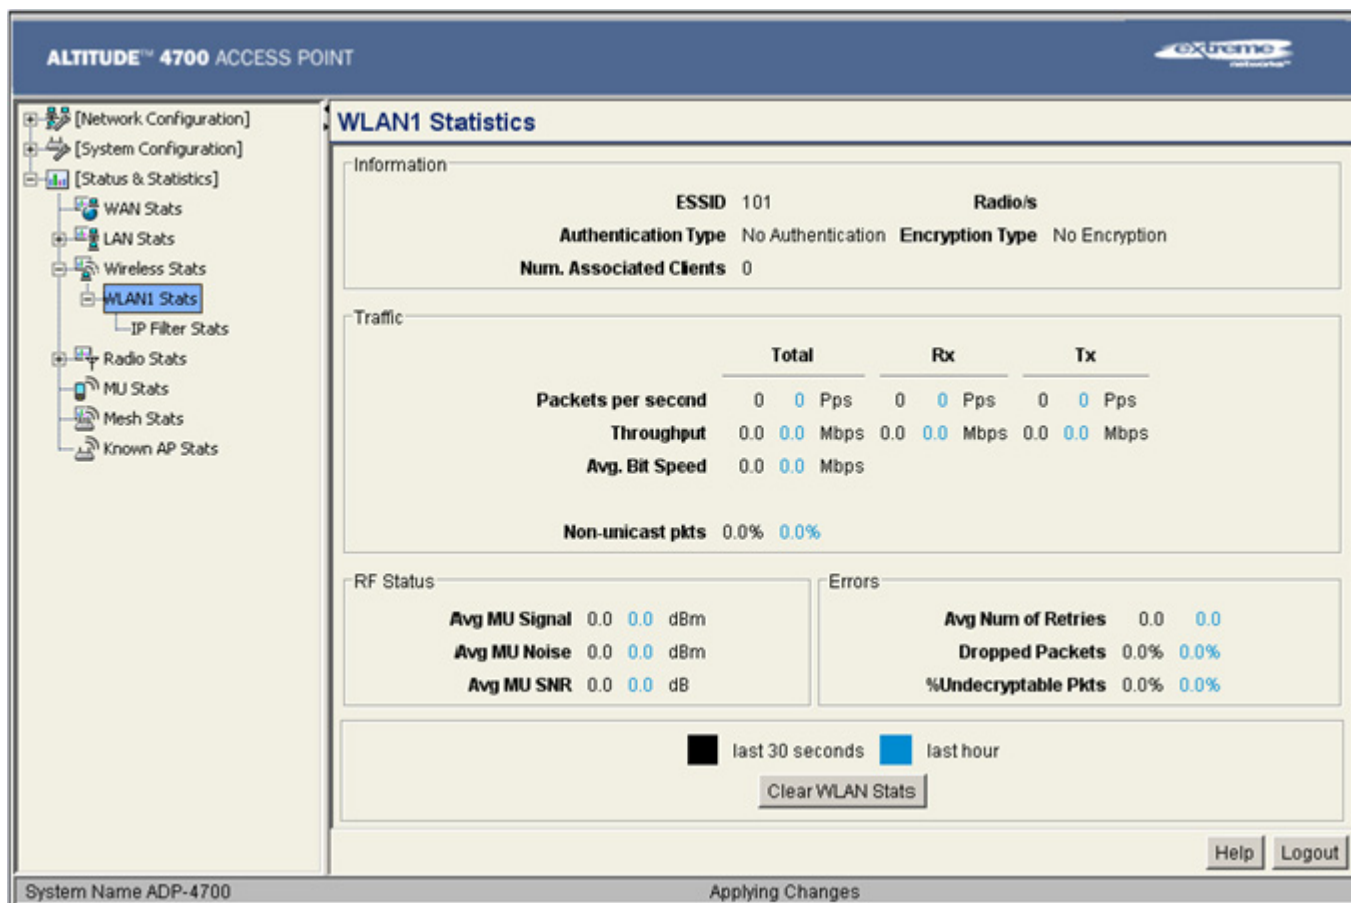 ALTITUDE™ 4700 ACCESS POINT
extreme networks™
[Network Configuration]
[System Configuration]
[Status & Statistics]
WAN Stats
LAN Stats
Wireless Stats
WLAN1 Stats
IP Filter Stats
Radio Stats
MU Stats
Mesh Stats
Known AP Stats
WLAN1 Statistics
Information
ESSID 101 Radio/s
Authentication Type No Authentication Encryption Type No Encryption
Num. Associated Clients 0
Traffic
Total Rx Tx
Packets per second 0 0 Pps 0 0 Pps 0 0 Pps
Throughput 0.0 0.0 Mbps 0.0 0.0 Mbps 0.0 0.0 Mbps
Avg. Bit Speed 0.0 0.0 Mbps
Non-unicast pkts 0.0% 0.0%
RF Status
Avg MU Signal 0.0 0.0 dBm
Avg MU Noise 0.0 0.0 dBm
Avg MU SNR 0.0 0.0 dB
Errors
Avg Num of Retries 0.0 0.0
Dropped Packets 0.0% 0.0%
%Undecryptable Pkts 0.0% 0.0%
last 30 seconds last hour
Clear WLAN Stats
Help Logout
System Name ADP-4700 Applying Changes